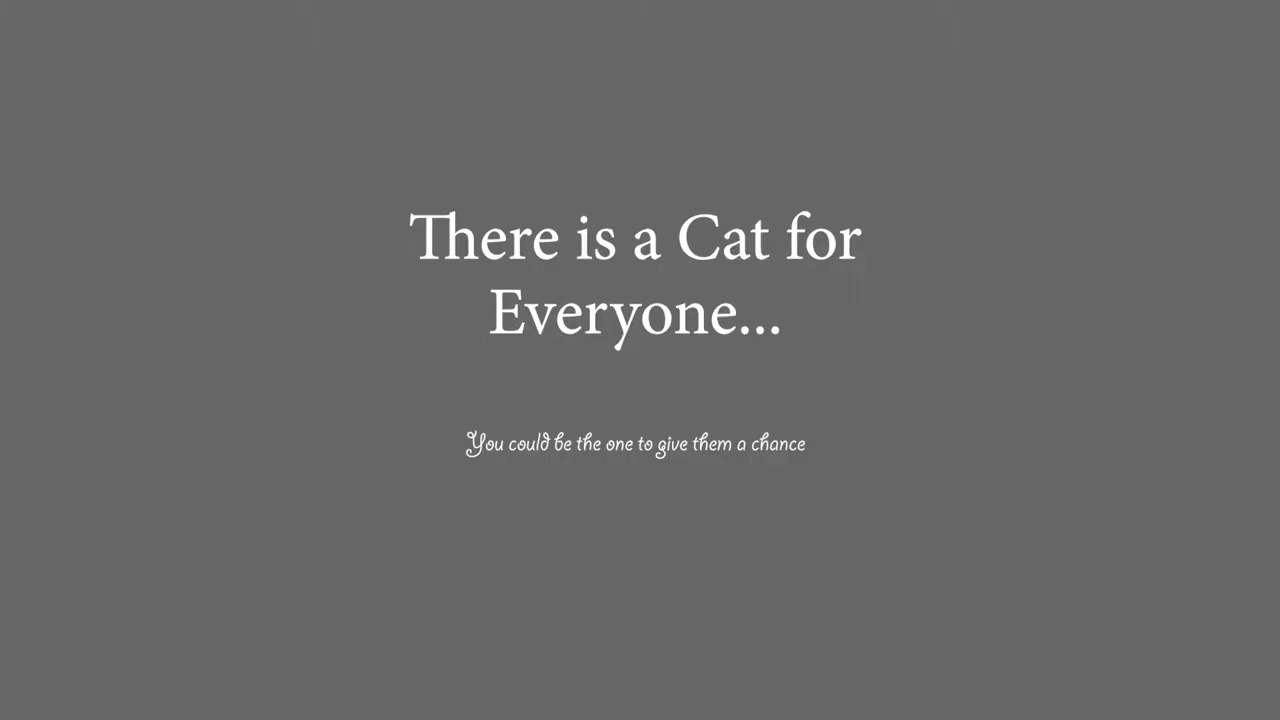 There is a Cat for
Everyone...
You could be the one to give them a chance